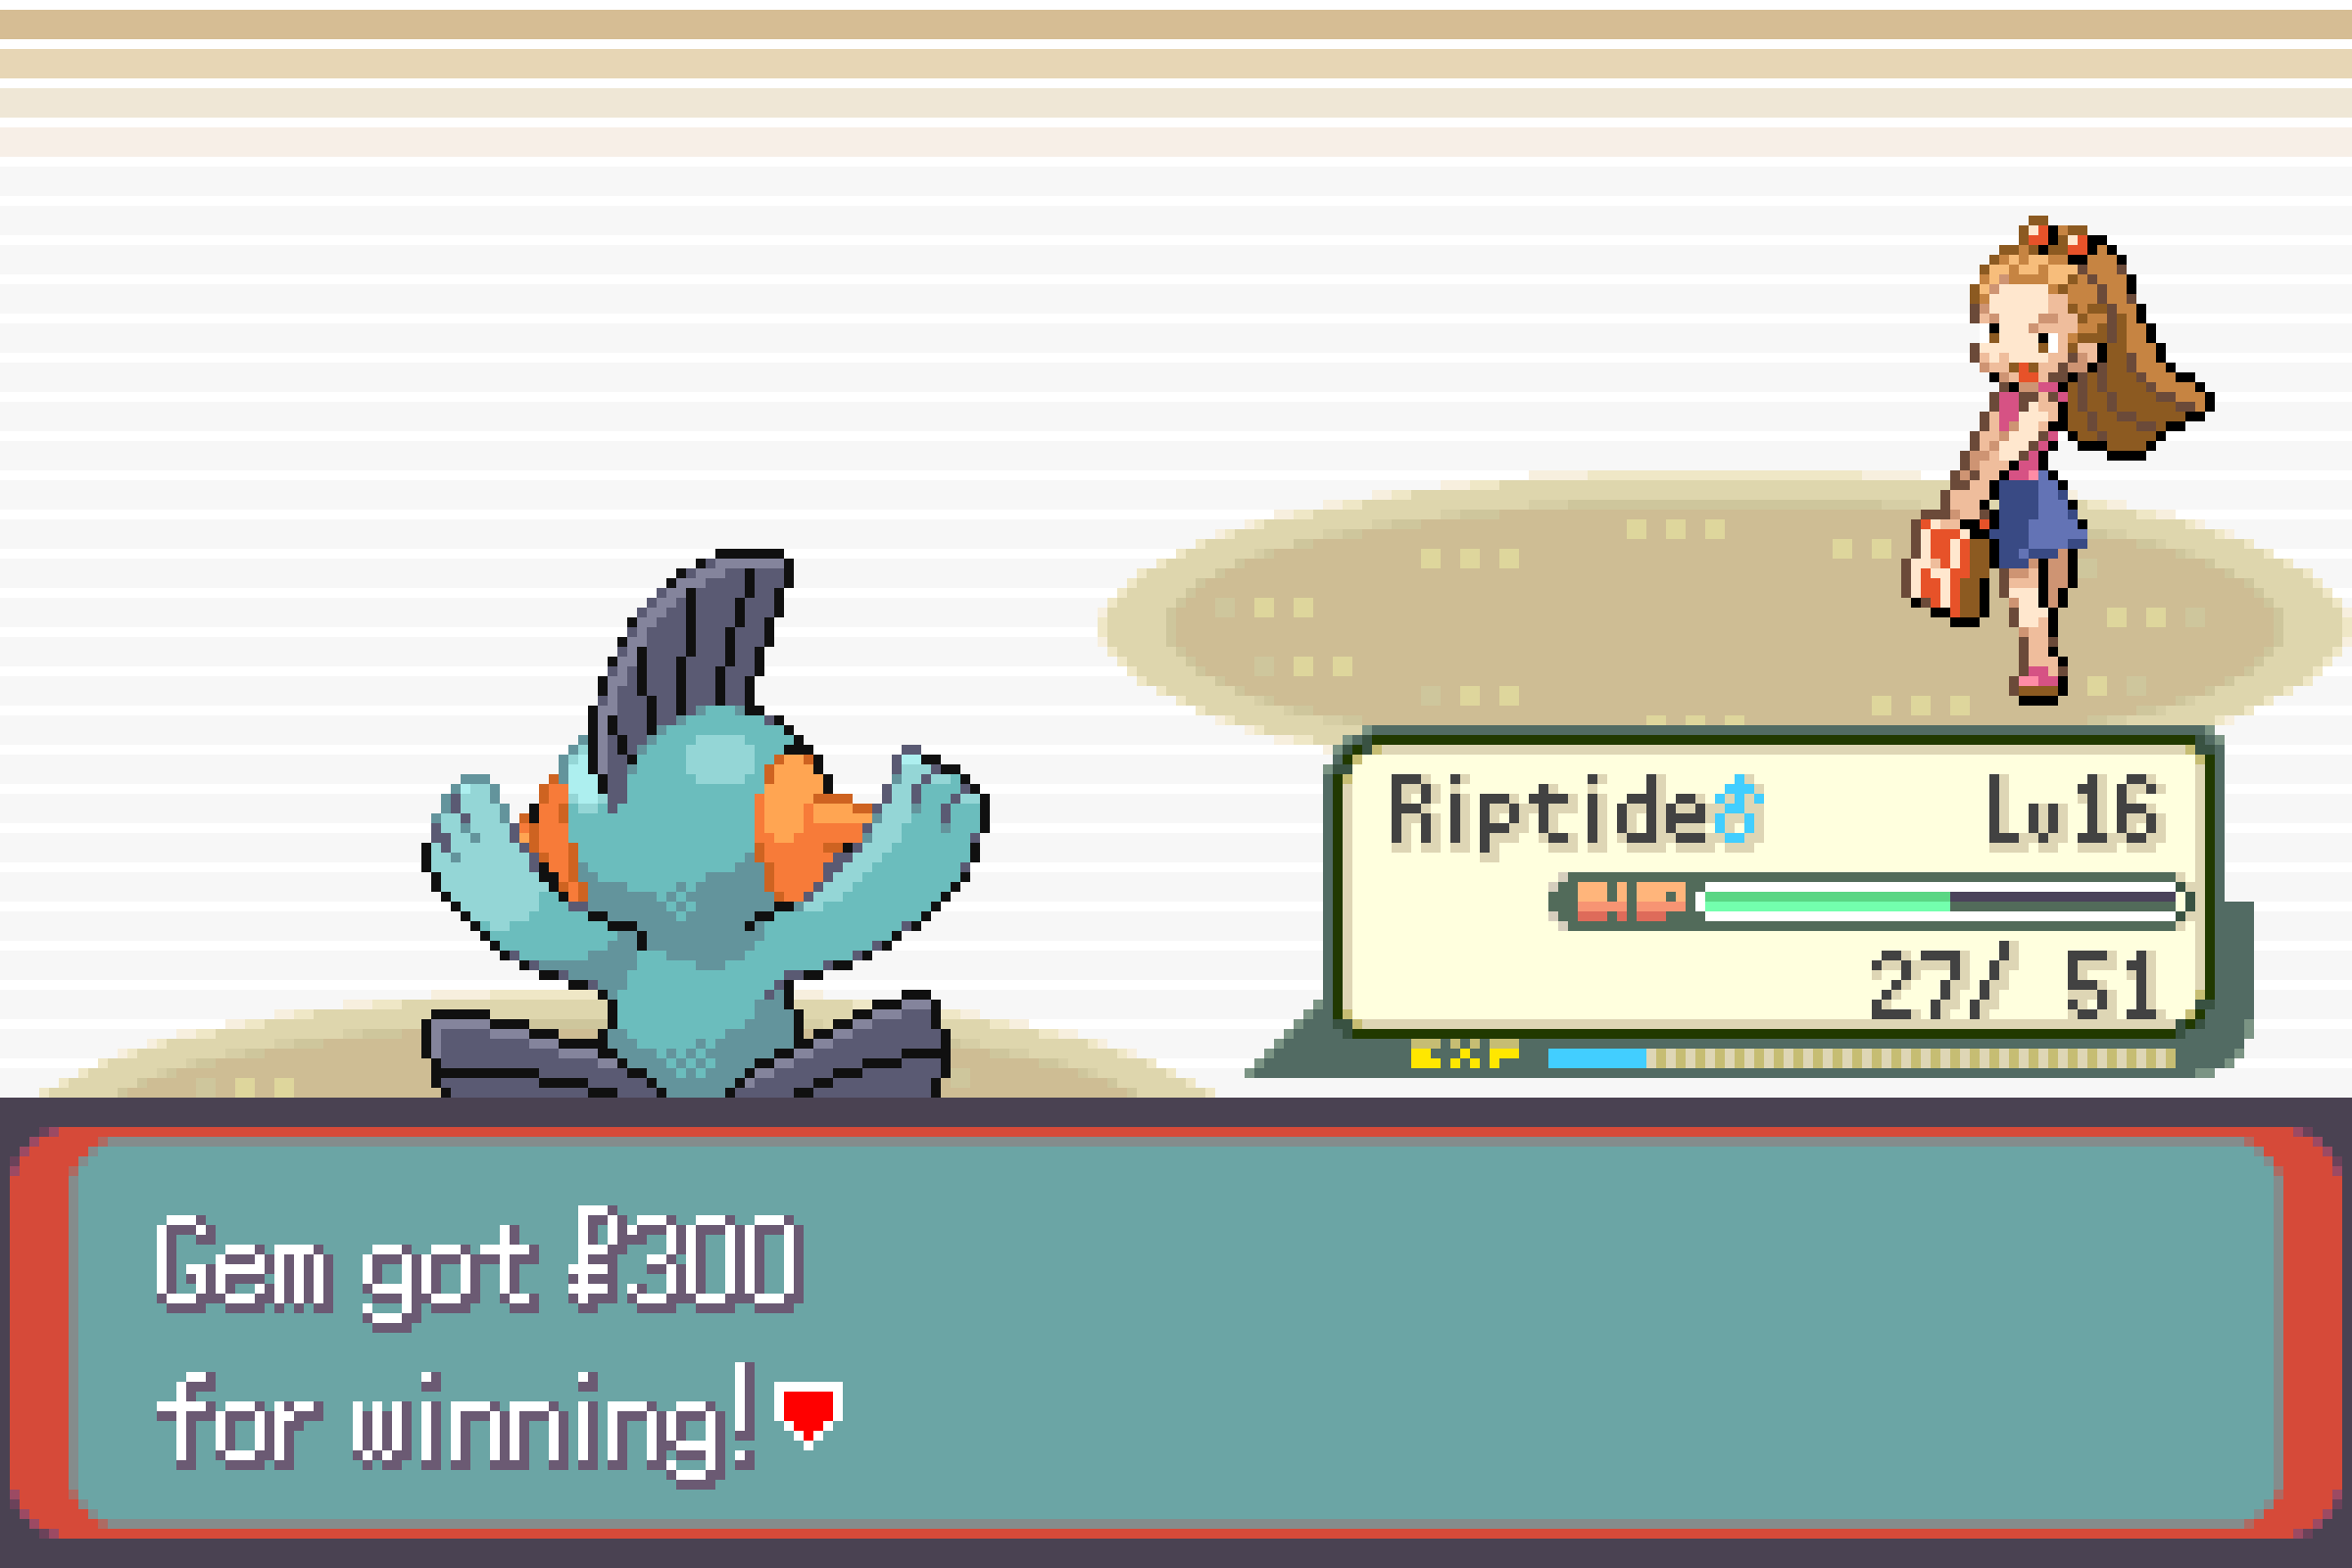 Riptide♂ Lv16
HP
27/ 51
EXP
Gem got ₽300
for winning!